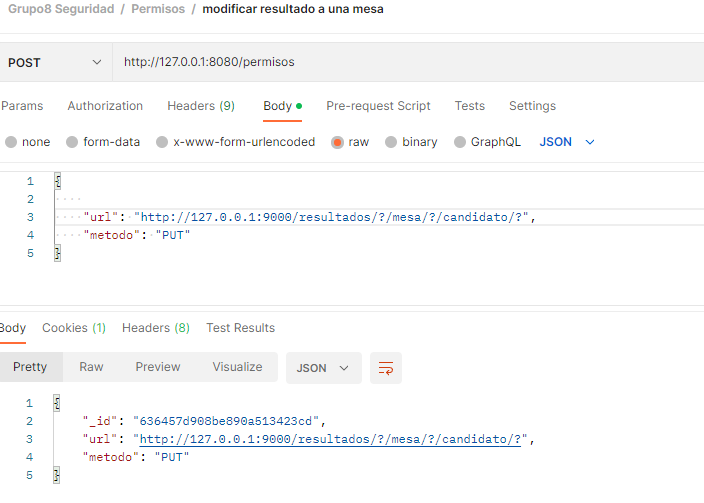 Grupo8 Seguridad / Permisos / modificar resultado a una mesa
POST http://127.0.0.1:8080/permisos
Params Authorization Headers (9) Body Pre-request Script Tests Settings
none form-data x-www-form-urlencoded raw binary GraphQL JSON
1 {
2
3 "url": "http://127.0.0.1:9000/resultados/?/mesa/?/candidato/?",
4 "metodo": "PUT"
5 }
Body Cookies (1) Headers (8) Test Results
Pretty Raw Preview Visualize JSON
1 {
2 "_id": "636457d908be890a513423cd",
3 "url": "http://127.0.0.1:9000/resultados/?/mesa/?/candidato/?",
4 "metodo": "PUT"
5 }